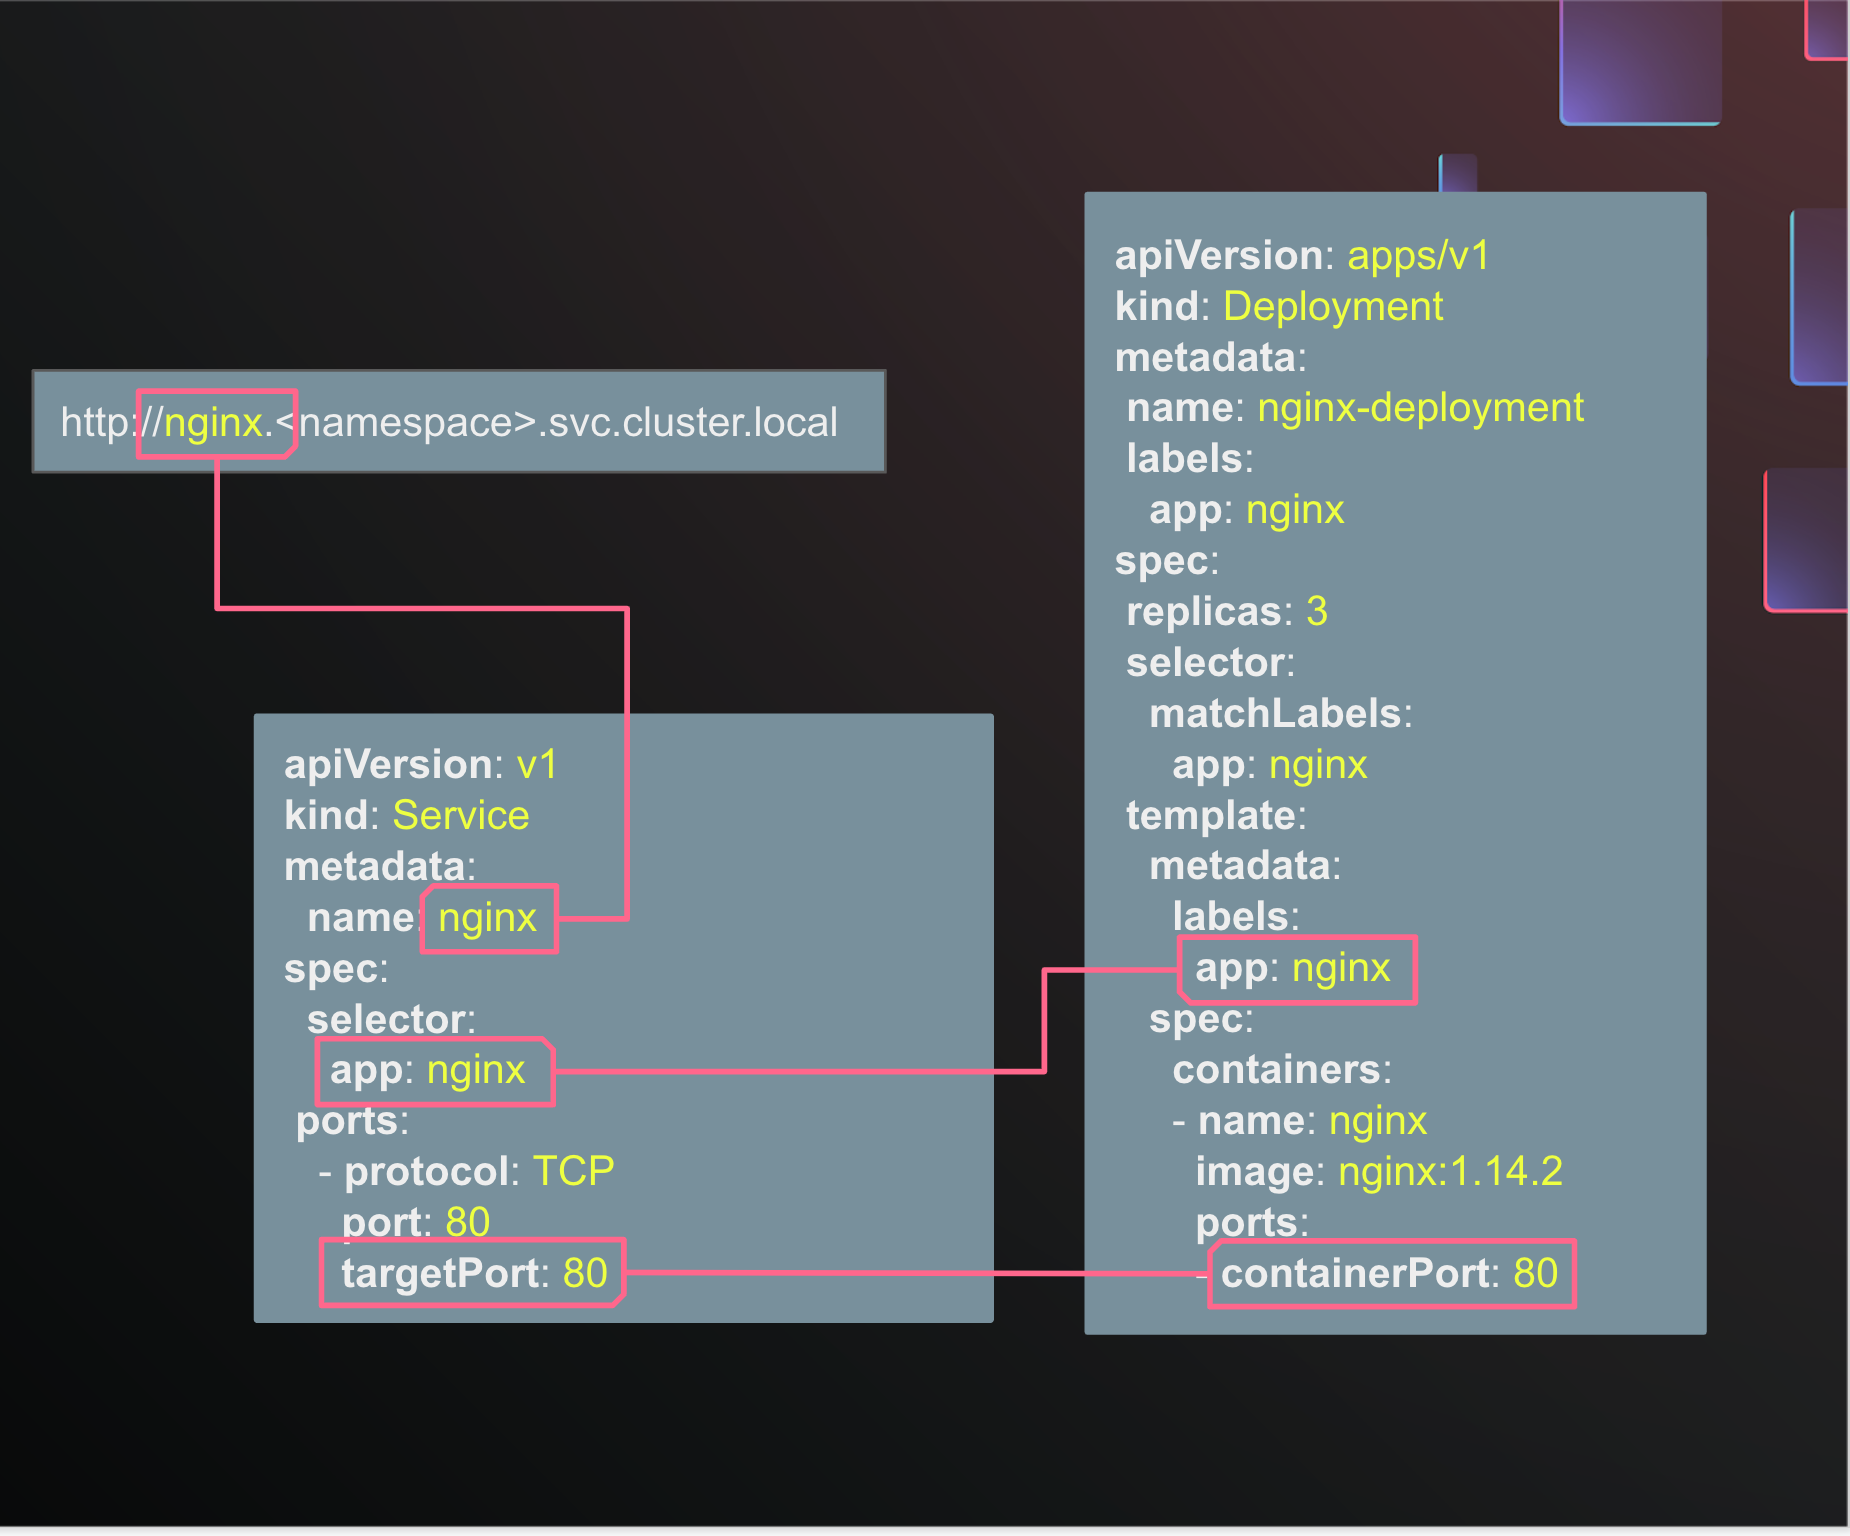 http://nginx.<namespace>.svc.cluster.local
apiVersion: v1
kind: Service
metadata:
  name: nginx
spec:
  selector:
    app: nginx
 ports:
   - protocol: TCP
     port: 80
     targetPort: 80
apiVersion: apps/v1
kind: Deployment
metadata:
 name: nginx-deployment
 labels:
   app: nginx
spec:
 replicas: 3
 selector:
   matchLabels:
     app: nginx
 template:
   metadata:
     labels:
       app: nginx
   spec:
     containers:
     - name: nginx
       image: nginx:1.14.2
       ports:
       - containerPort: 80